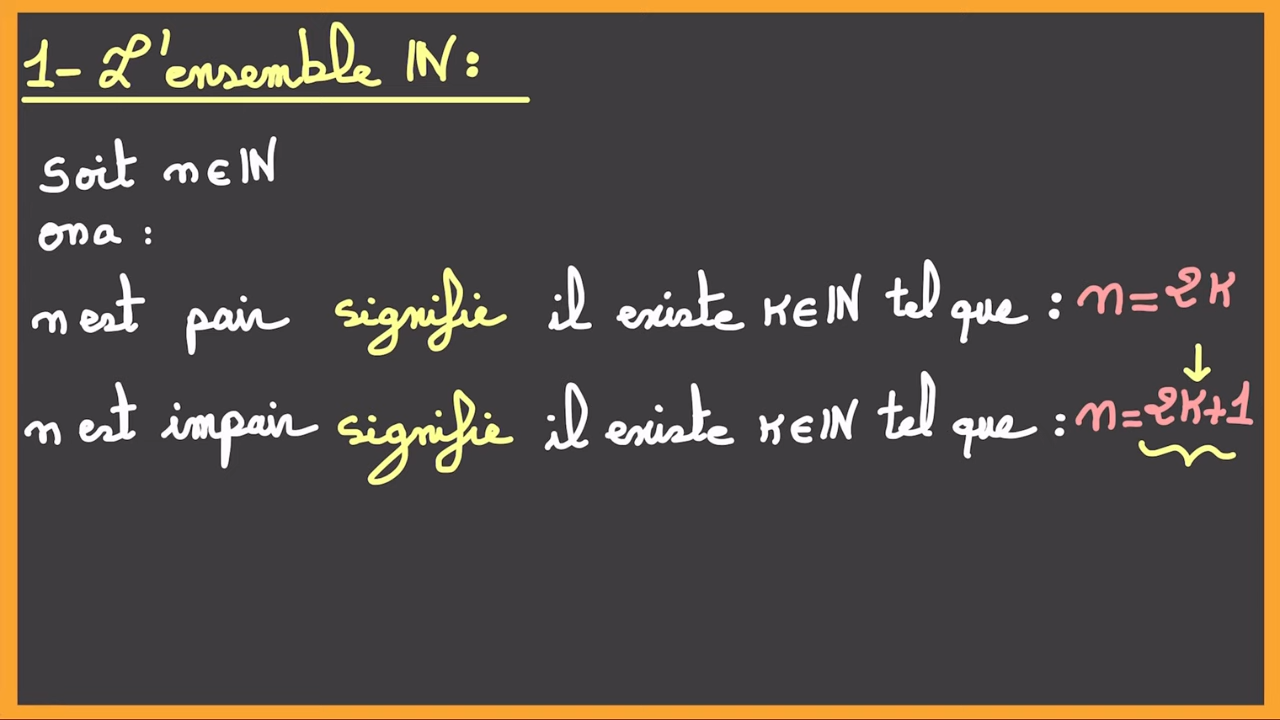 1- L'ensemble IN :
Soit n∈IN
on a :
n est pair signifie il existe k∈IN tel que : n=2k
n est impair signifie il existe k∈IN tel que : n=2k+1